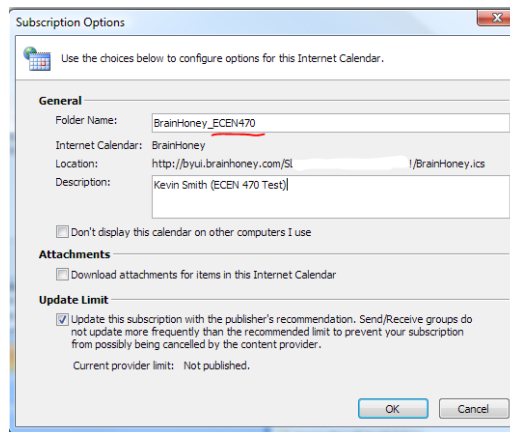 Subscription Options
Use the choices below to configure options for this Internet Calendar.
General
Folder Name: BrainHoney_ECEN470
Internet Calendar: BrainHoney
Location: http://byui.brainhoney.com/ /BrainHoney.ics
Description: Kevin Smith (ECEN 470 Test)
Don't display this calendar on other computers I use
Attachments
Download attachments for items in this Internet Calendar
Update Limit
Update this subscription with the publisher's recommendation. Send/Receive groups do
not update more frequently than the recommended limit to prevent your subscription
from possibly being cancelled by the content provider.
Current provider limit: Not published.
OK Cancel